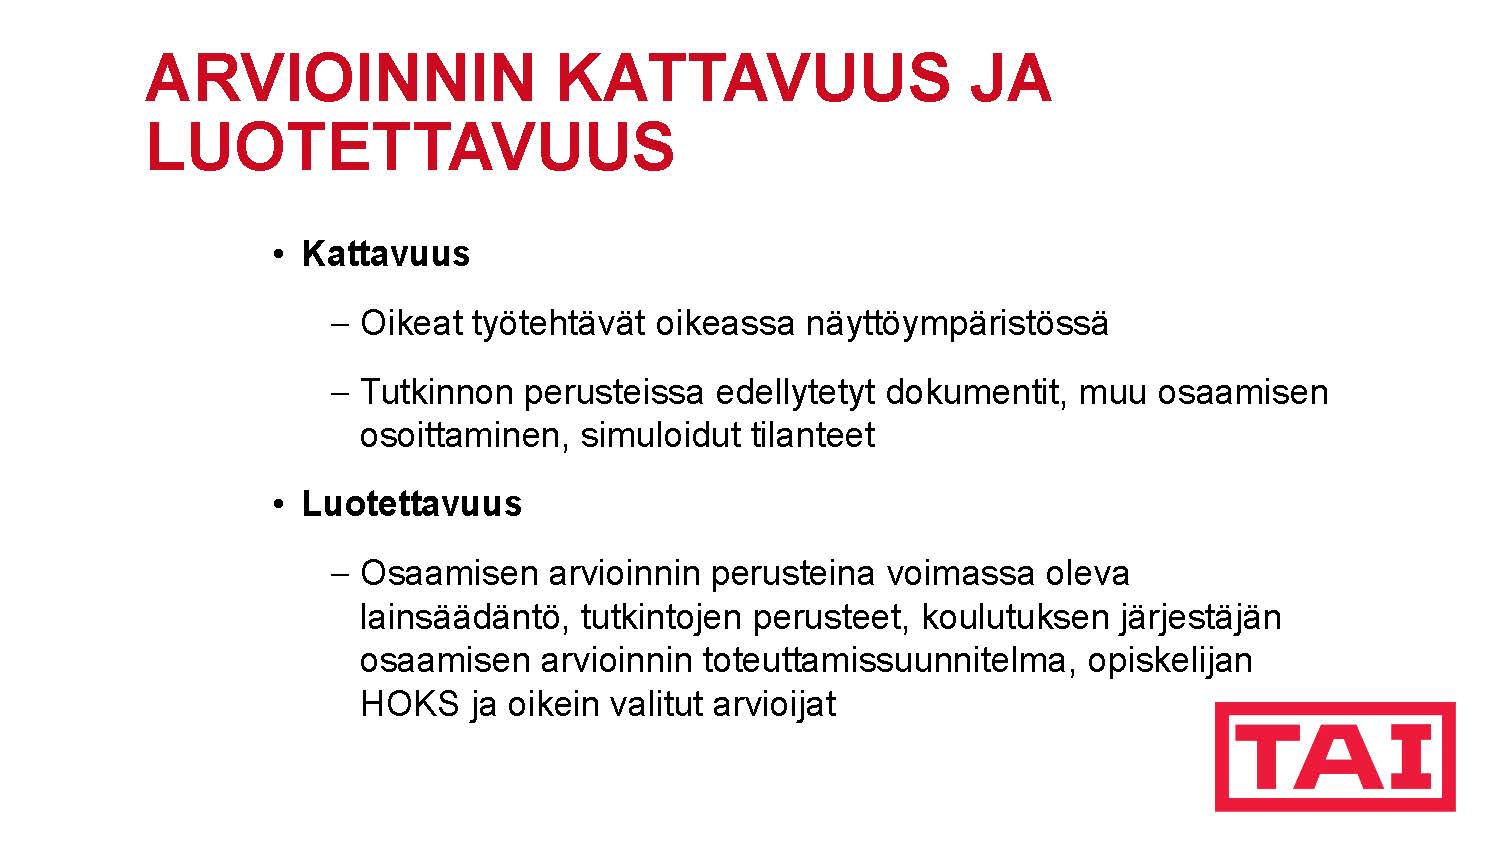 ARVIOINNIN KATTAVUUS JA
LUOTETTAVUUS
• Kattavuus
– Oikeat työtehtävät oikeassa näyttöympäristössä
– Tutkinnon perusteissa edellytetyt dokumentit, muu osaamisen
osoittaminen, simuloidut tilanteet
• Luotettavuus
– Osaamisen arvioinnin perusteina voimassa oleva
lainsäädäntö, tutkintojen perusteet, koulutuksen järjestäjän
osaamisen arvioinnin toteuttamissuunnitelma, opiskelijan
HOKS ja oikein valitut arvioijat
TAI